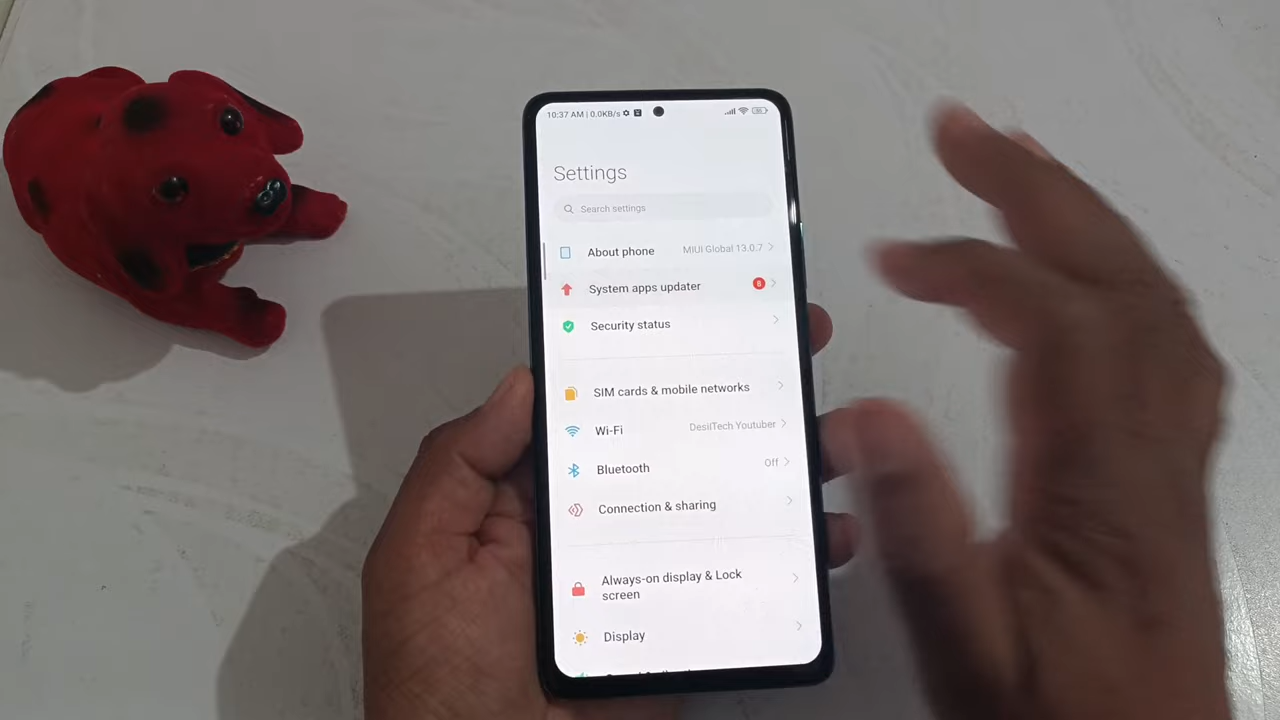 10:37 AM | 0.0KB/s
Settings
Search settings
About phone MIUI Global 13.0.7
System apps updater 8
Security status
SIM cards & mobile networks
Wi-Fi DesiITech Youtuber
Bluetooth Off
Connection & sharing
Always-on display & Lock
screen
Display